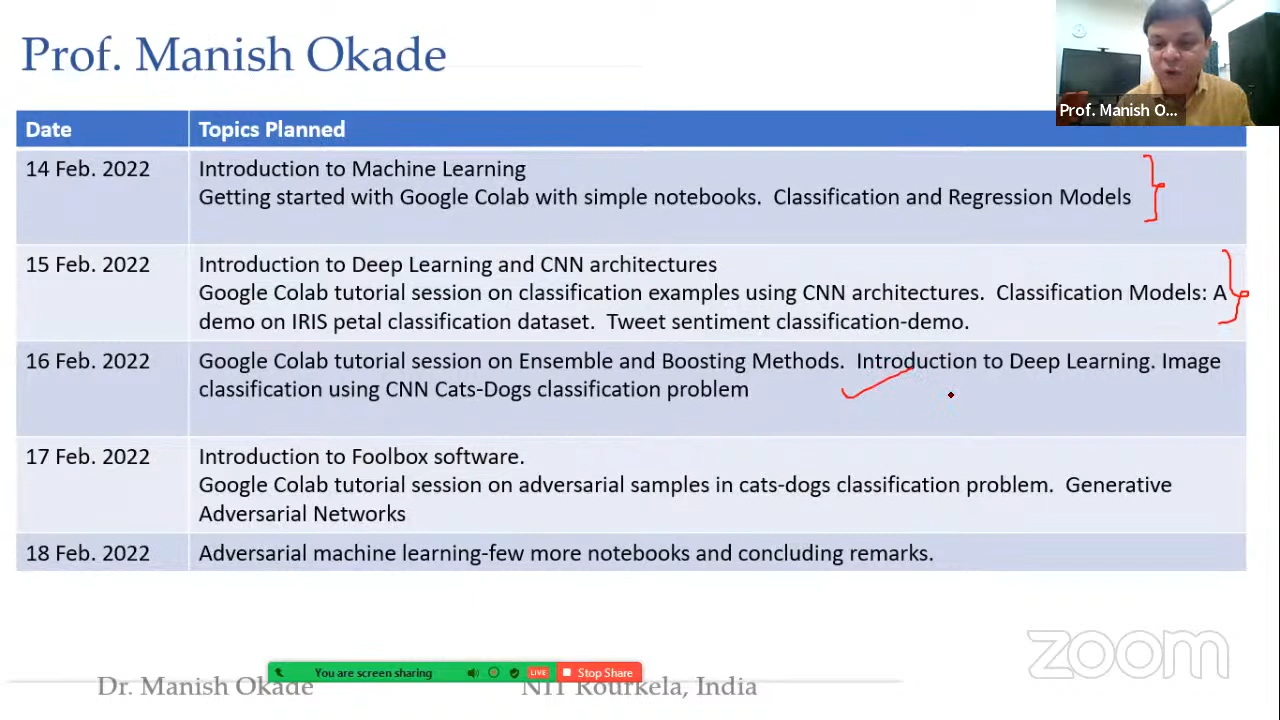 Prof. Manish Okade
Prof. Manish O...
Date Topics Planned
14 Feb. 2022 Introduction to Machine Learning
Getting started with Google Colab with simple notebooks. Classification and Regression Models
15 Feb. 2022 Introduction to Deep Learning and CNN architectures
Google Colab tutorial session on classification examples using CNN architectures. Classification Models: A
demo on IRIS petal classification dataset. Tweet sentiment classification-demo.
16 Feb. 2022 Google Colab tutorial session on Ensemble and Boosting Methods. Introduction to Deep Learning. Image
classification using CNN Cats-Dogs classification problem
17 Feb. 2022 Introduction to Foolbox software.
Google Colab tutorial session on adversarial samples in cats-dogs classification problem. Generative
Adversarial Networks
18 Feb. 2022 Adversarial machine learning-few more notebooks and concluding remarks.
zoom
You are screen sharing LIVE Stop Share
Dr. Manish Okade NIT Rourkela, India